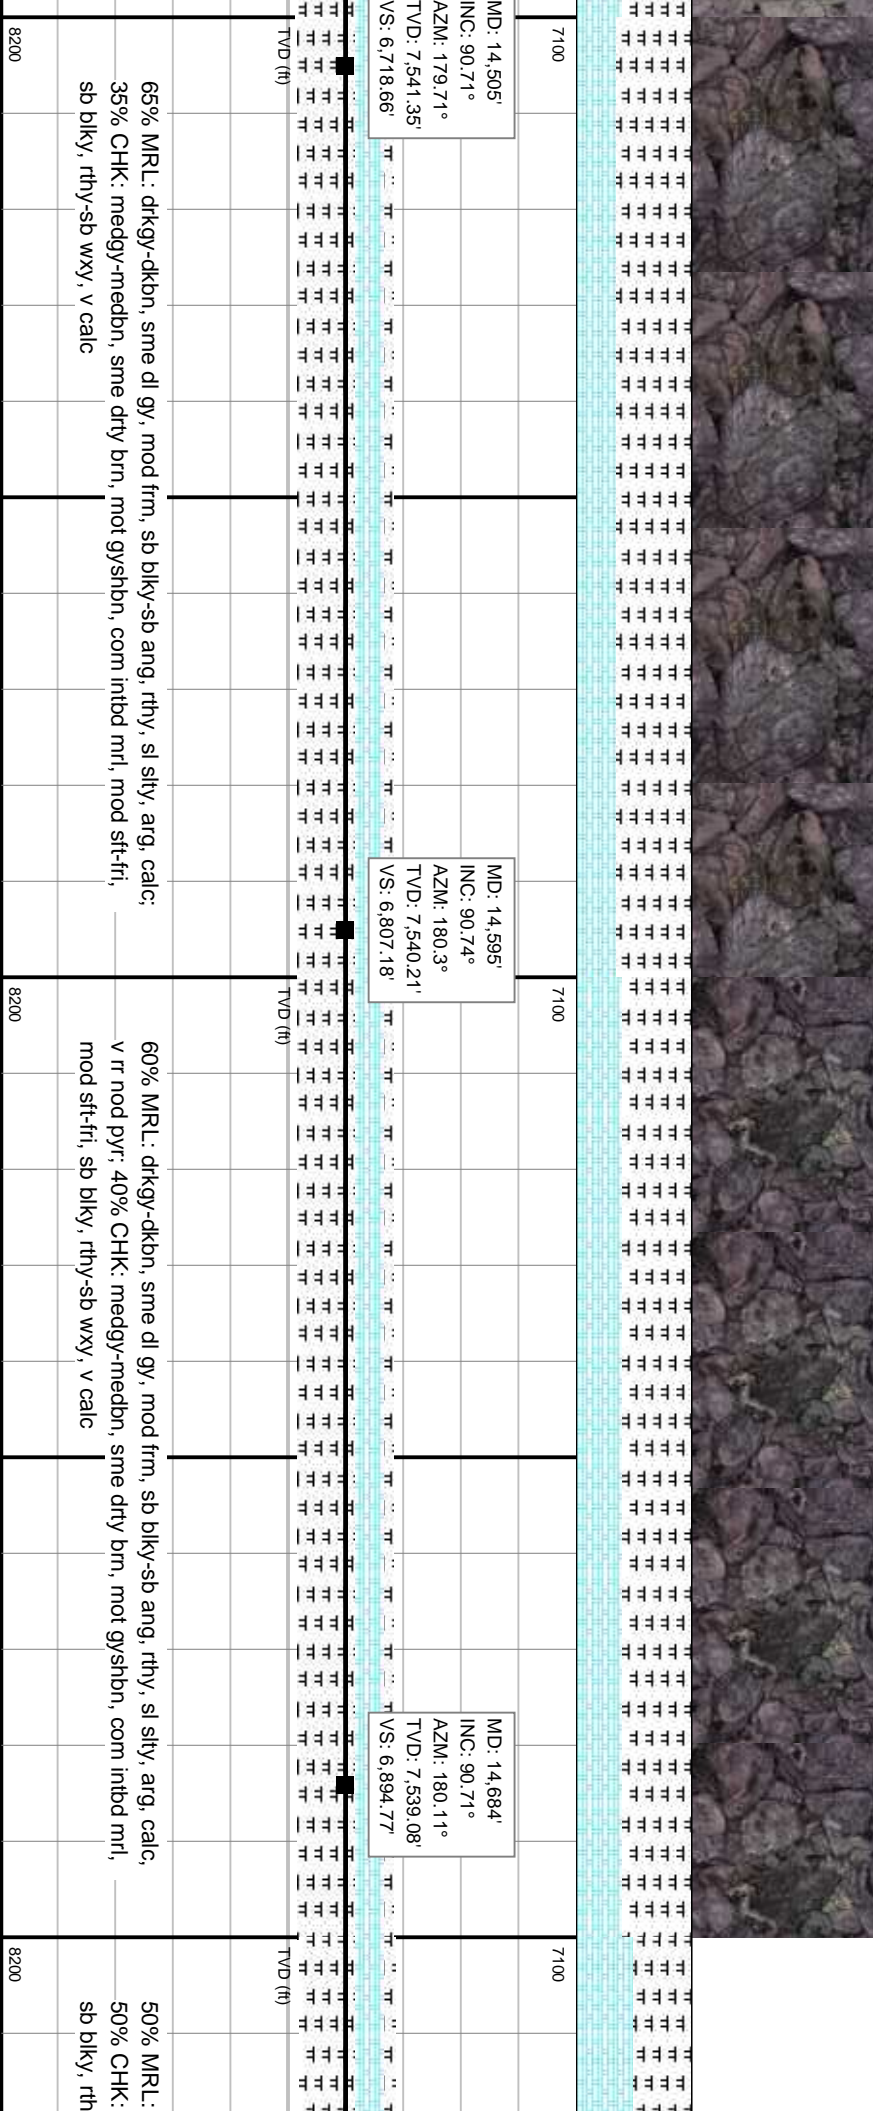 MD: 14,505'
INC: 90.71°
AZM: 179.71°
TVD: 7,541.35'
VS: 6,718.66'
7100
TVD (ft)
8200
65% MRL: drkgy-dkbn, sme dl gy, mod frm, sb blky-sb ang, rthy, sl slty, arg, calc;
35% CHK: medgy-medbn, sme drty brn, mot gyshbn, com intbd mrl, mod sft-fri,
sb blky, rthy-sb wxy, v calc
MD: 14,595'
INC: 90.74°
AZM: 180.3°
TVD: 7,540.21'
VS: 6,807.18'
7100
TVD (ft)
8200
60% MRL: drkgy-dkbn, sme dl gy, mod frm, sb blky-sb ang, rthy, sl slty, arg, calc,
v rr nod pyr; 40% CHK: medgy-medbn, sme drty brn, mot gyshbn, com intbd mrl,
mod sft-fri, sb blky, rthy-sb wxy, v calc
MD: 14,684'
INC: 90.71°
AZM: 180.11°
TVD: 7,539.08'
VS: 6,894.77'
7100
TVD (ft)
8200
50% MRL:
50% CHK:
sb blky, rth